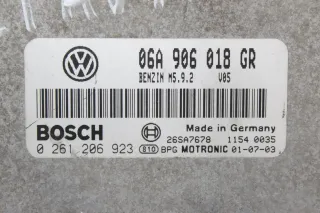 06A 906 018 GR
BENZIN M5.9.2 V05
BOSCH
Made in Germany
26SA7678 1154 0035
0 261 206 923 810 BPG MOTRONIC 01-07-03